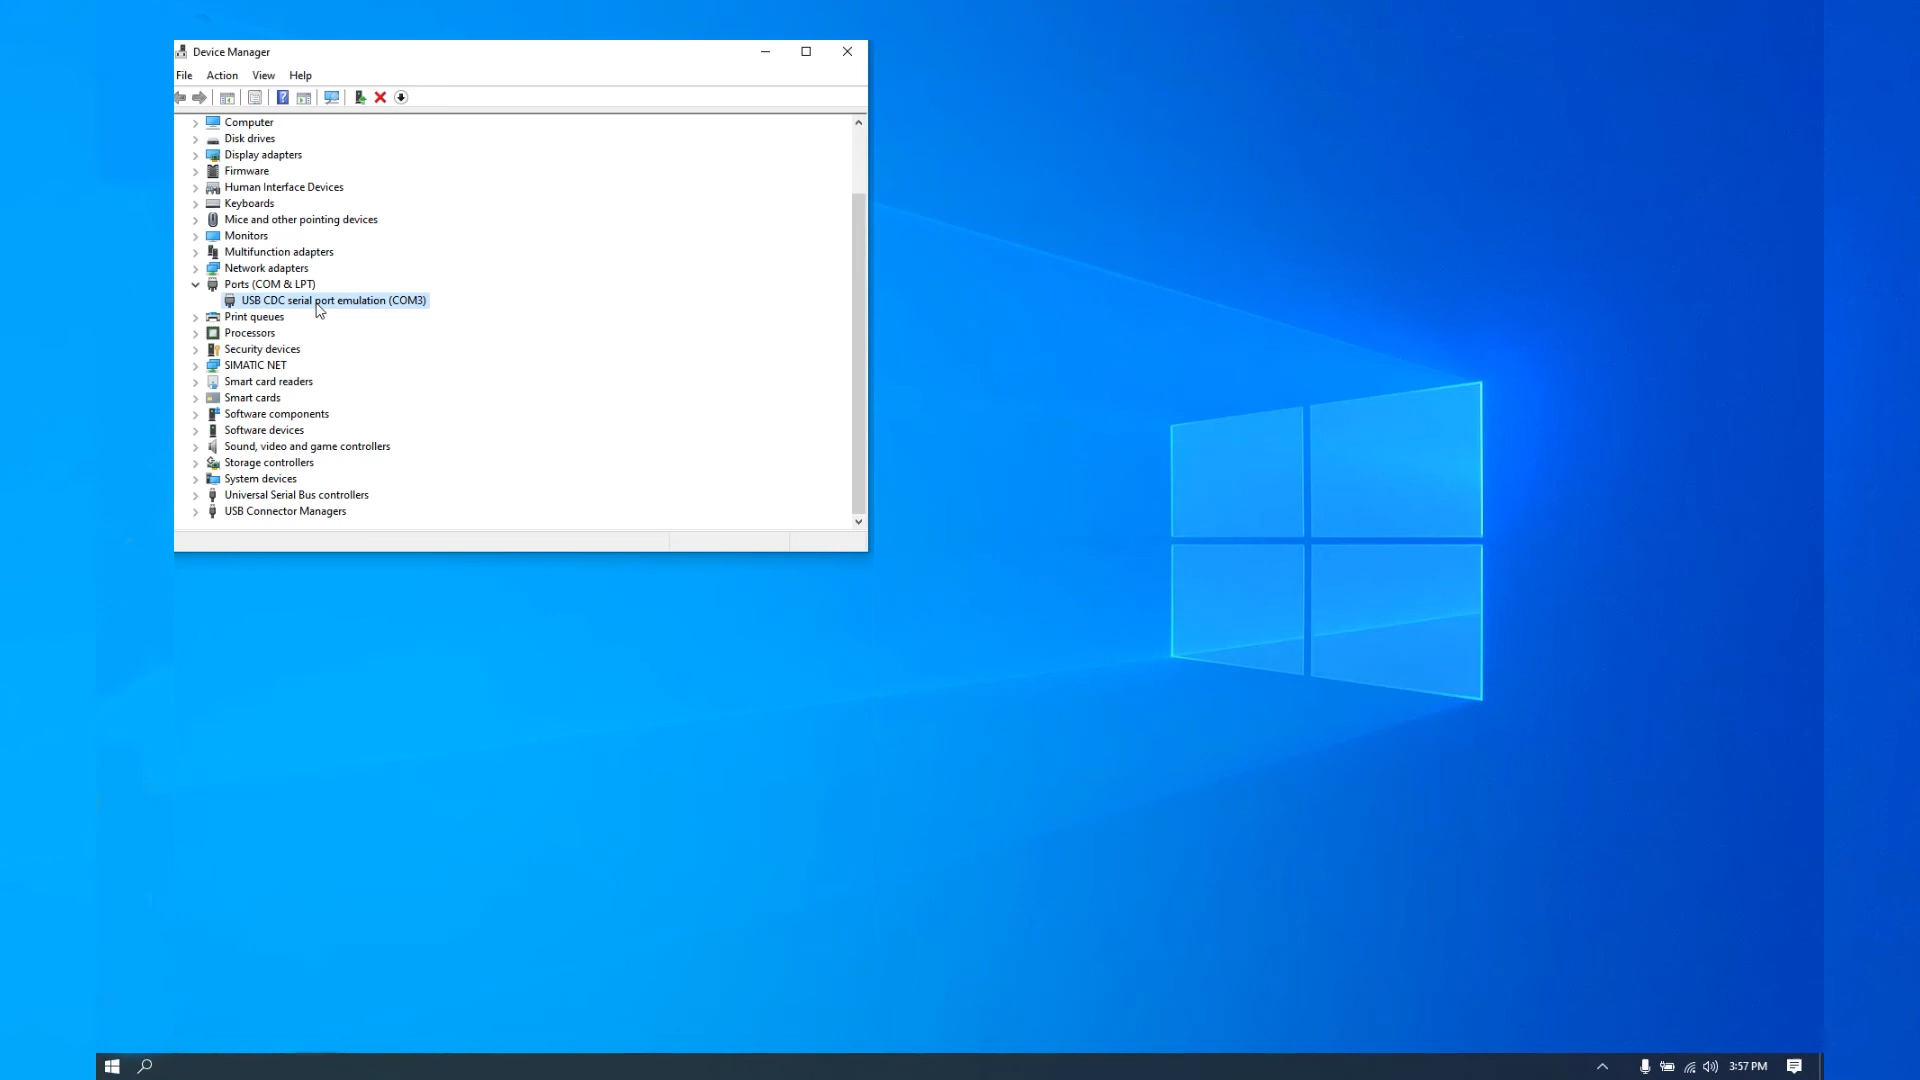 Device Manager
File Action View Help
Computer
Disk drives
Display adapters
Firmware
Human Interface Devices
Keyboards
Mice and other pointing devices
Monitors
Multifunction adapters
Network adapters
Ports (COM & LPT)
USB CDC serial port emulation (COM3)
Print queues
Processors
Security devices
SIMATIC NET
Smart card readers
Smart cards
Software components
Software devices
Sound, video and game controllers
Storage controllers
System devices
Universal Serial Bus controllers
USB Connector Managers
3:57 PM